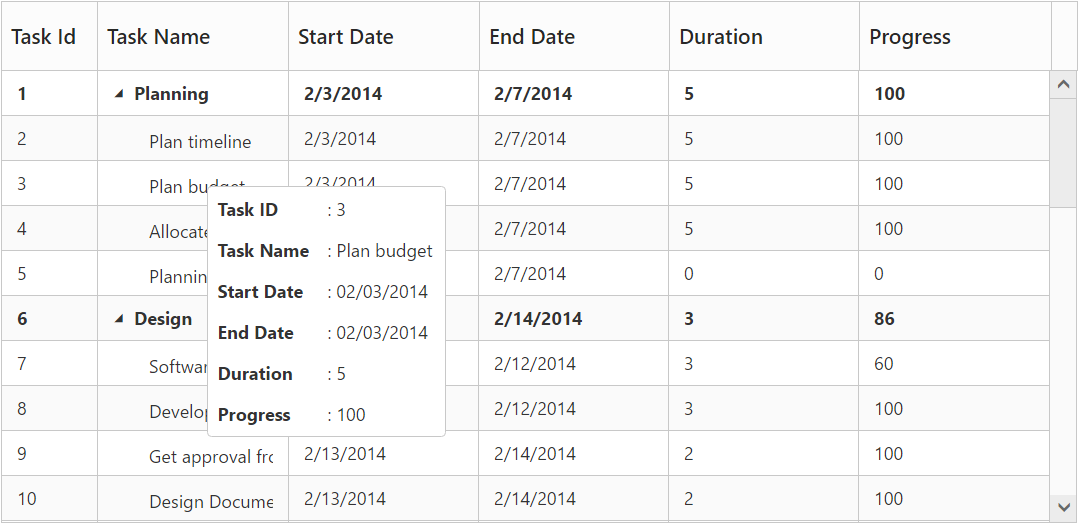 Task Id Task Name Start Date End Date Duration Progress
1 Planning 2/3/2014 2/7/2014 5 100
2 Plan timeline 2/3/2014 2/7/2014 5 100
3 Plan budget 2/3/2014 2/7/2014 5 100
4 Allocate 2/7/2014 5 100
5 2/7/2014 0 0
6 Design 2/14/2014 3 86
7 2/12/2014 3 60
8 2/12/2014 3 100
9 Get approval 2/13/2014 2/14/2014 2 100
10 Design 2/13/2014 2/14/2014 2 100
Task ID : 3
Task Name : Plan budget
Start Date : 02/03/2014
End Date : 02/03/2014
Duration : 5
Progress : 100